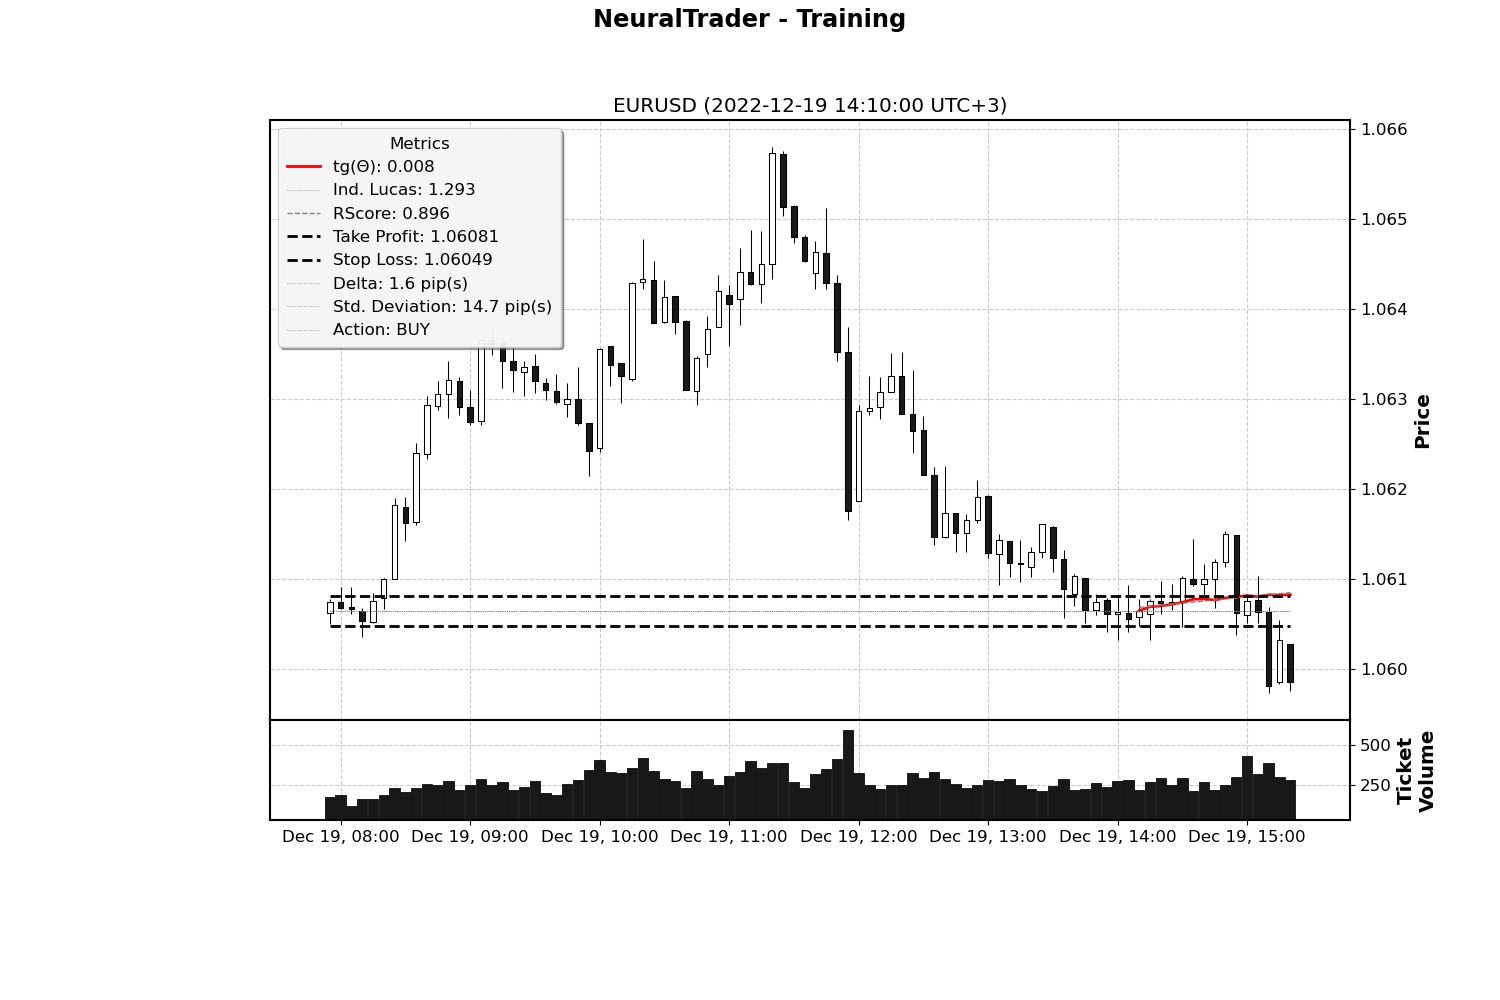 NeuralTrader - Training
EURUSD (2022-12-19 14:10:00 UTC+3)
Metrics
tg(Θ): 0.008
Ind. Lucas: 1.293
RScore: 0.896
Take Profit: 1.06081
Stop Loss: 1.06049
Delta: 1.6 pip(s)
Std. Deviation: 14.7 pip(s)
Action: BUY
1.066
1.065
1.064
1.063
1.062
1.061
1.060
Price
500
250
Ticket
Volume
Dec 19, 08:00 Dec 19, 09:00 Dec 19, 10:00 Dec 19, 11:00 Dec 19, 12:00 Dec 19, 13:00 Dec 19, 14:00 Dec 19, 15:00